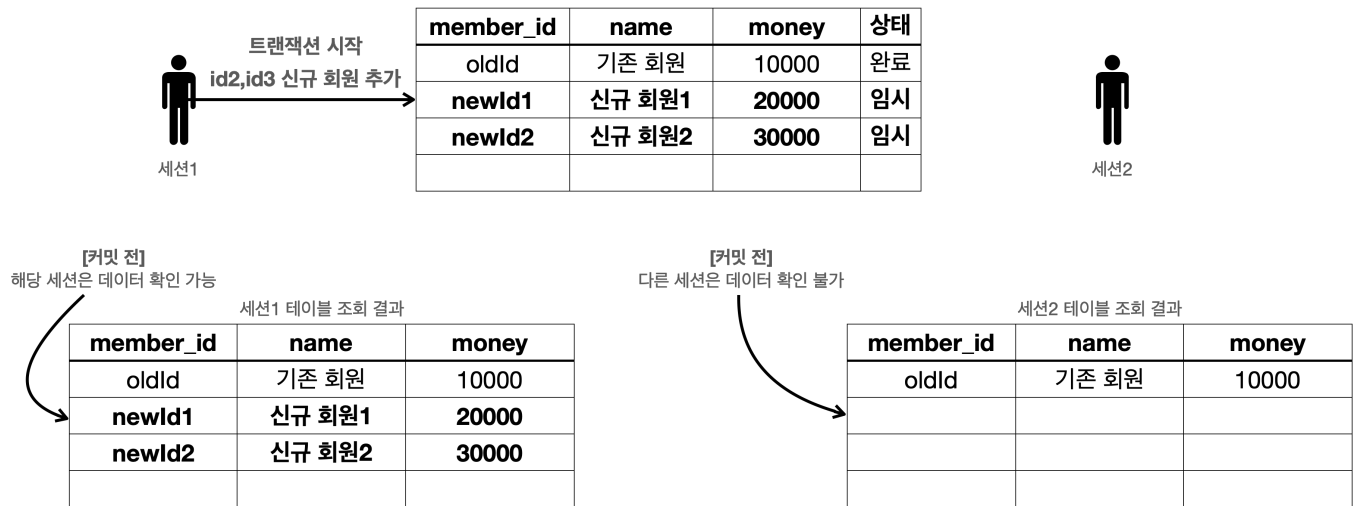 트랜잭션 시작
id2,id3 신규 회원 추가
세션1
member_id name money 상태
oldId 기존 회원 10000 완료
newId1 신규 회원1 20000 임시
newId2 신규 회원2 30000 임시
세션2
[커밋 전]
해당 세션은 데이터 확인 가능
세션1 테이블 조회 결과
member_id name money
oldId 기존 회원 10000
newId1 신규 회원1 20000
newId2 신규 회원2 30000
[커밋 전]
다른 세션은 데이터 확인 불가
세션2 테이블 조회 결과
member_id name money
oldId 기존 회원 10000